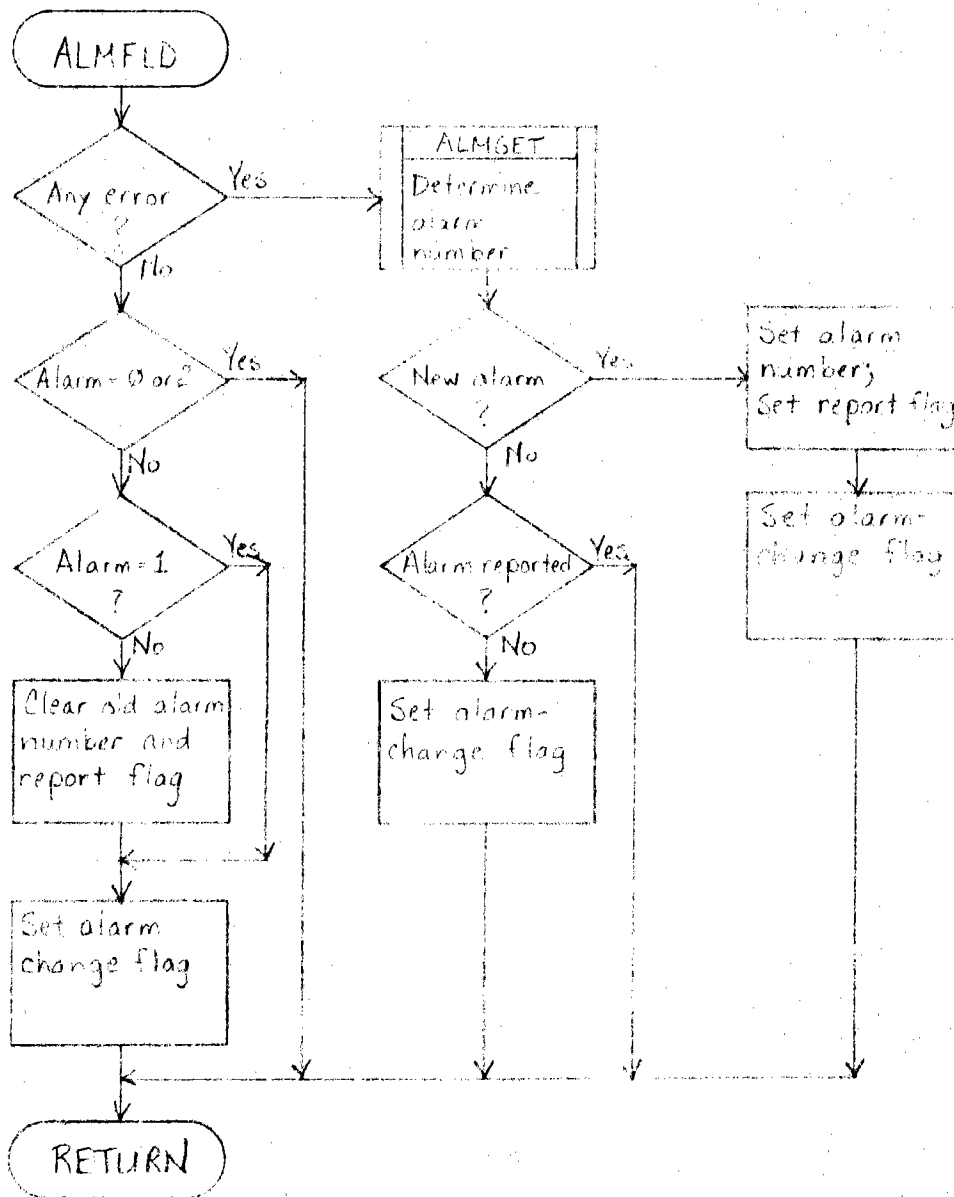 ALMFLD
Any error
?
Yes
No
ALMGET
Determine
alarm
number
Alarm = Ø or 2
Yes
No
New alarm
?
Yes
No
Set alarm
number;
Set report flag
Set alarm-
change flag
Alarm = 1
?
Yes
No
Alarm reported
?
Yes
No
Clear old alarm
number and
report flag
Set alarm-
change flag
Set alarm
change flag
RETURN